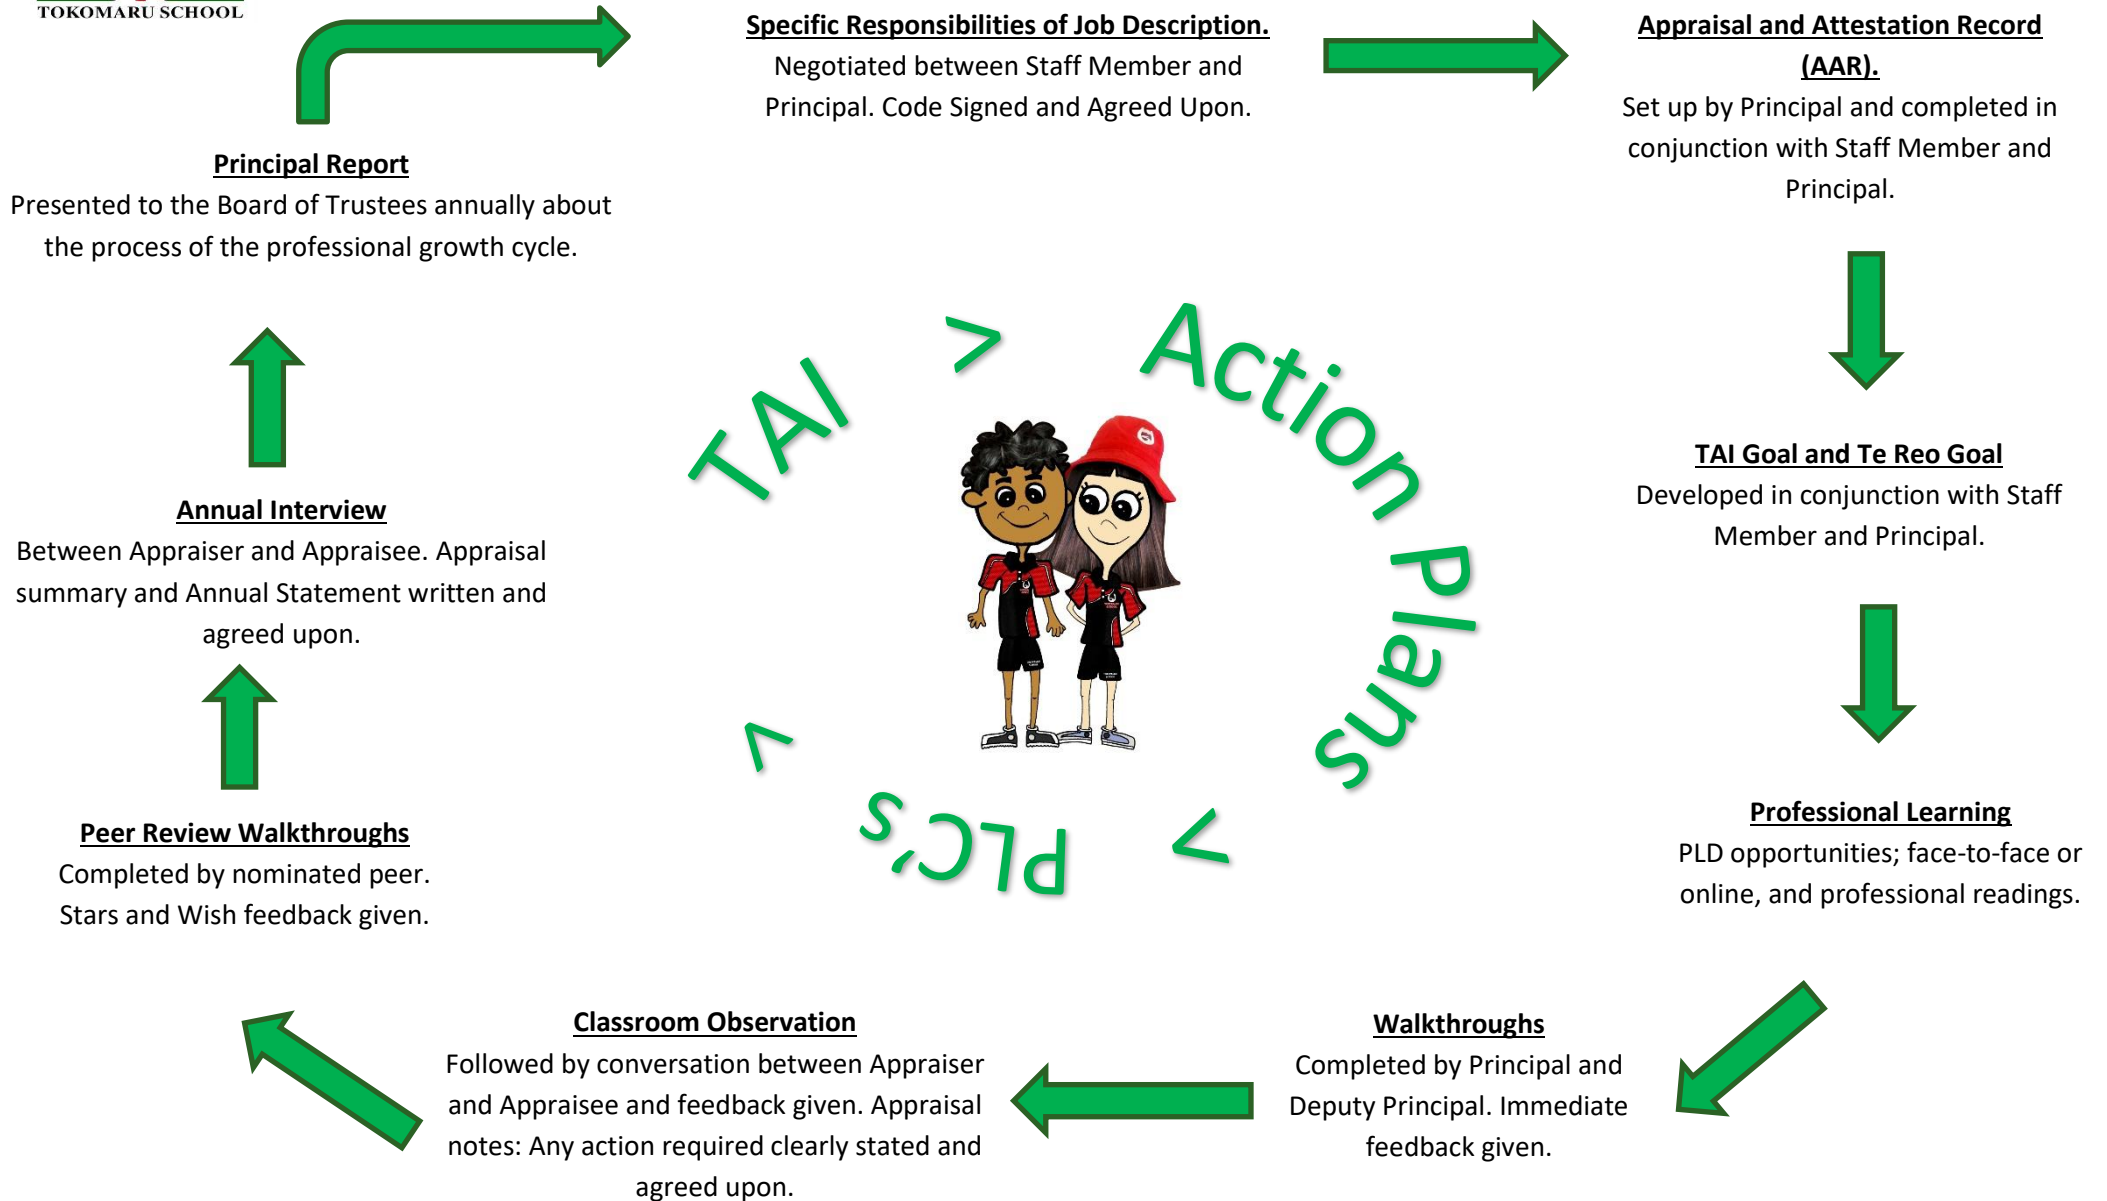 TOKOMARU SCHOOL
Specific Responsibilities of Job Description.
Negotiated between Staff Member and
Principal. Code Signed and Agreed Upon.
Appraisal and Attestation Record
(AAR).
Set up by Principal and completed in
conjunction with Staff Member and
Principal.
TAI Goal and Te Reo Goal
Developed in conjunction with Staff
Member and Principal.
Professional Learning
PLD opportunities; face-to-face or
online, and professional readings.
Walkthroughs
Completed by Principal and
Deputy Principal. Immediate
feedback given.
Classroom Observation
Followed by conversation between Appraiser
and Appraisee and feedback given. Appraisal
notes: Any action required clearly stated and
agreed upon.
Peer Review Walkthroughs
Completed by nominated peer.
Stars and Wish feedback given.
Annual Interview
Between Appraiser and Appraisee. Appraisal
summary and Annual Statement written and
agreed upon.
Principal Report
Presented to the Board of Trustees annually about
the process of the professional growth cycle.
TAI > Action Plans > PLC's >